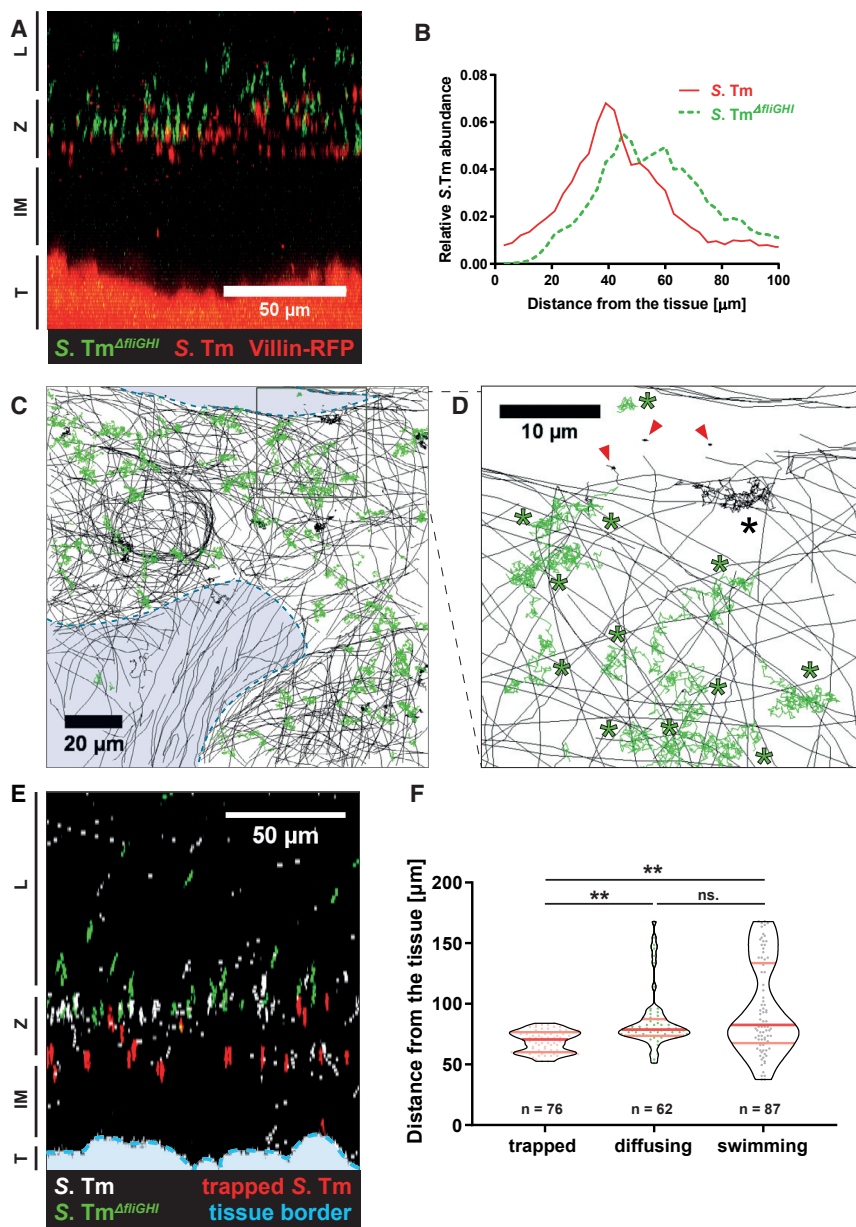 A
L
Z
IM
T
50 μm
S. Tm^ΔfliGHI S. Tm Villin-RFP
B
Relative S.Tm abundance
0.08
0.06
0.04
0.02
0.00
0 20 40 60 80 100
Distance from the tissue [μm]
S. Tm
S. Tm^ΔfliGHI
C
20 μm
D
10 μm
*
*
*
*
*
*
*
*
*
*
*
*
*
E
L
Z
IM
T
50 μm
S. Tm trapped S. Tm
S. Tm^ΔfliGHI tissue border
F
Distance from the tissue [μm]
200
150
100
50
0
**
** ns.
n = 76 n = 62 n = 87
trapped diffusing swimming